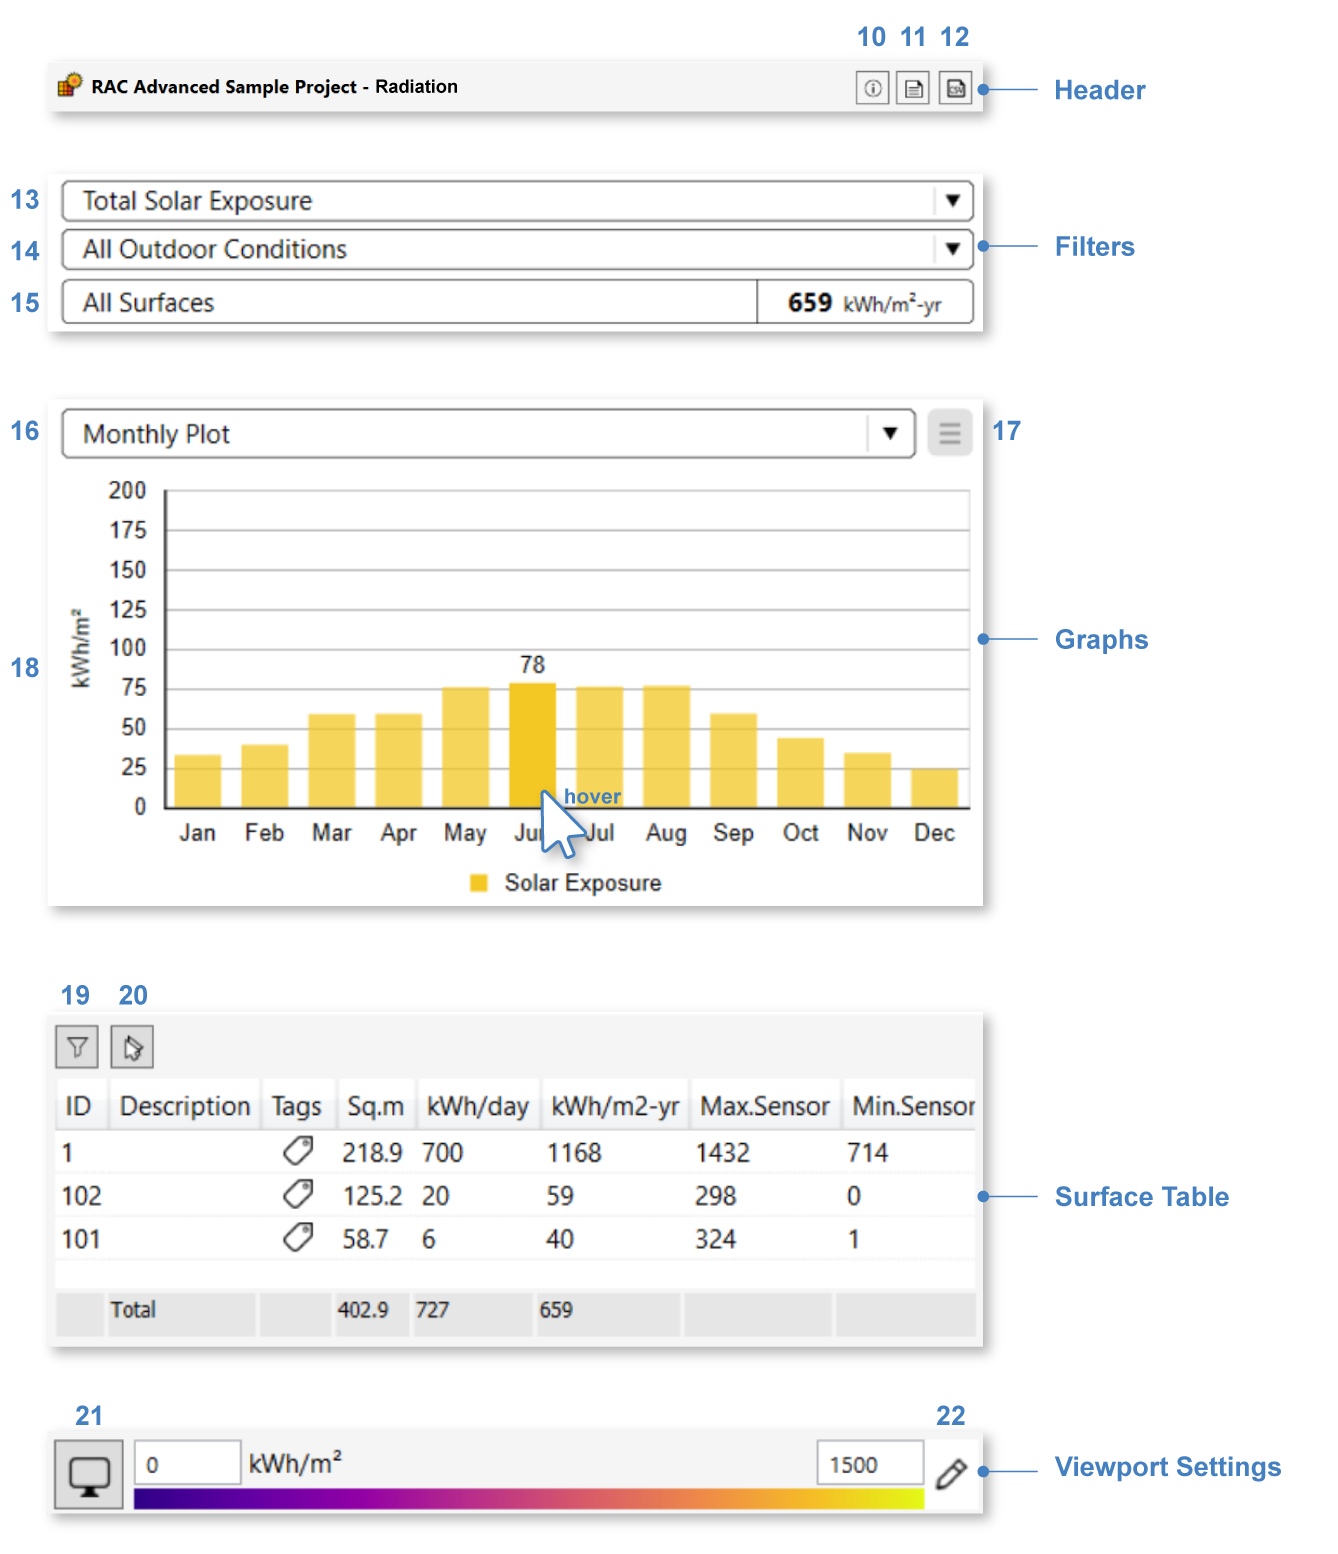 10 11 12
RAC Advanced Sample Project - Radiation
CSV
Header
13
Total Solar Exposure
14
All Outdoor Conditions
Filters
15
All Surfaces
659 kWh/m²-yr
16
Monthly Plot
17
200
175
150
125
100
75
50
25
0
kWh/m²
18
78
Graphs
hover
Jan Feb Mar Apr May Jul Aug Sep Oct Nov Dec
Solar Exposure
19 20
ID Description Tags Sq.m kWh/day kWh/m2-yr Max.Sensor Min.Sensor
1 218.9 700 1168 1432 714
102 125.2 20 59 298 0
Surface Table
101 58.7 6 40 324 1
Total 402.9 727 659
21 22
0 kWh/m² 1500
Viewport Settings